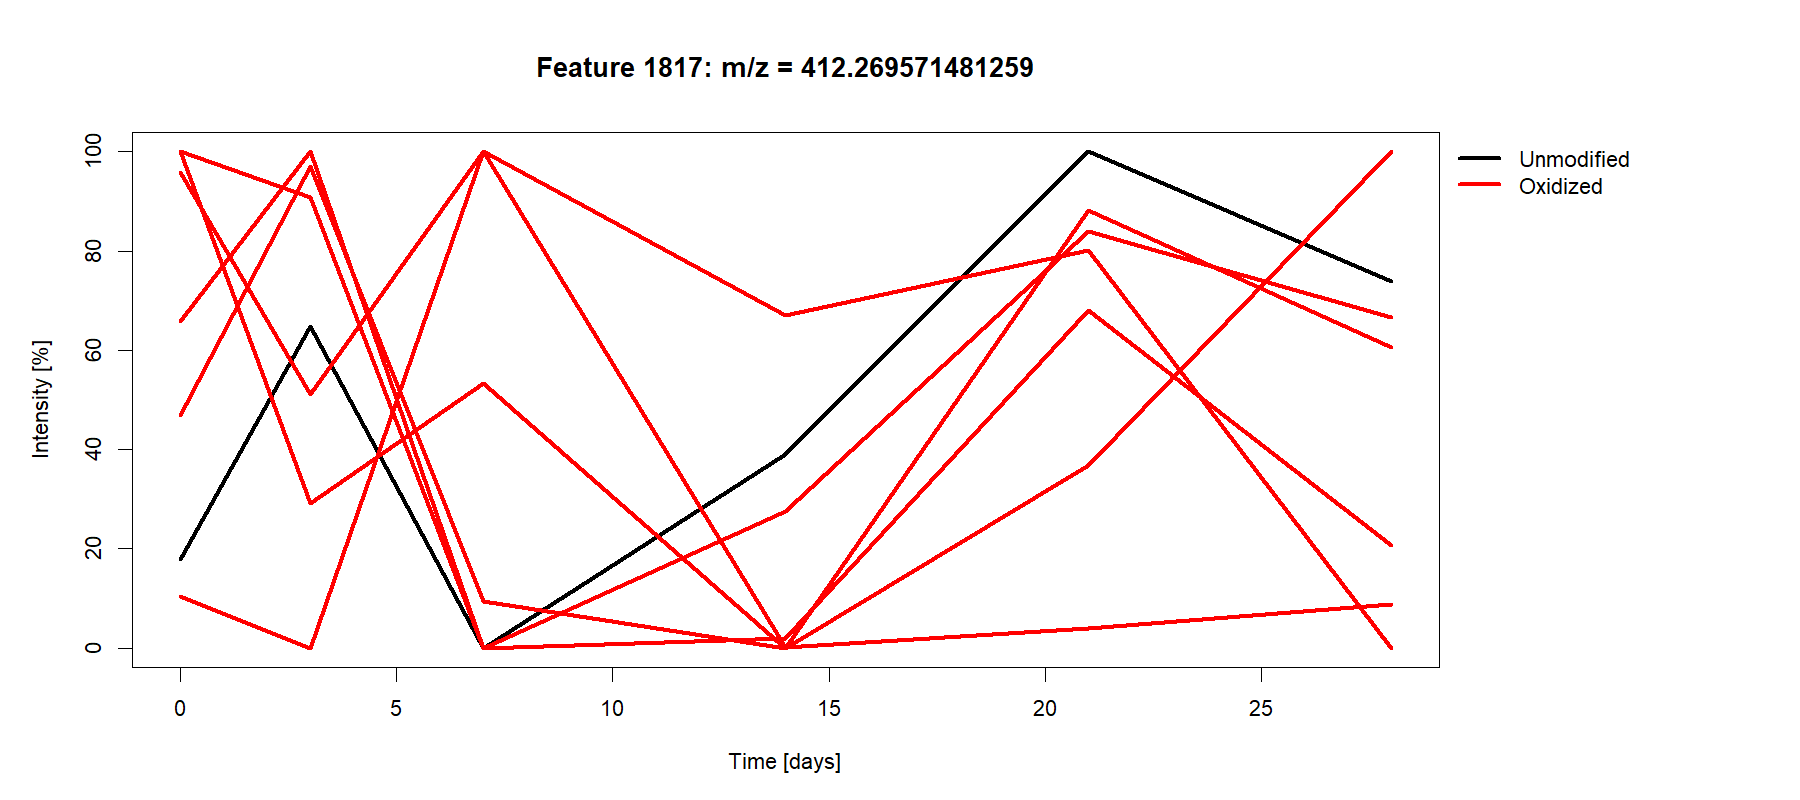 Feature 1817: m/z = 412.269571481259
Unmodified
Oxidized
Intensity [%]
100
80
60
40
20
0
0 5 10 15 20 25
Time [days]